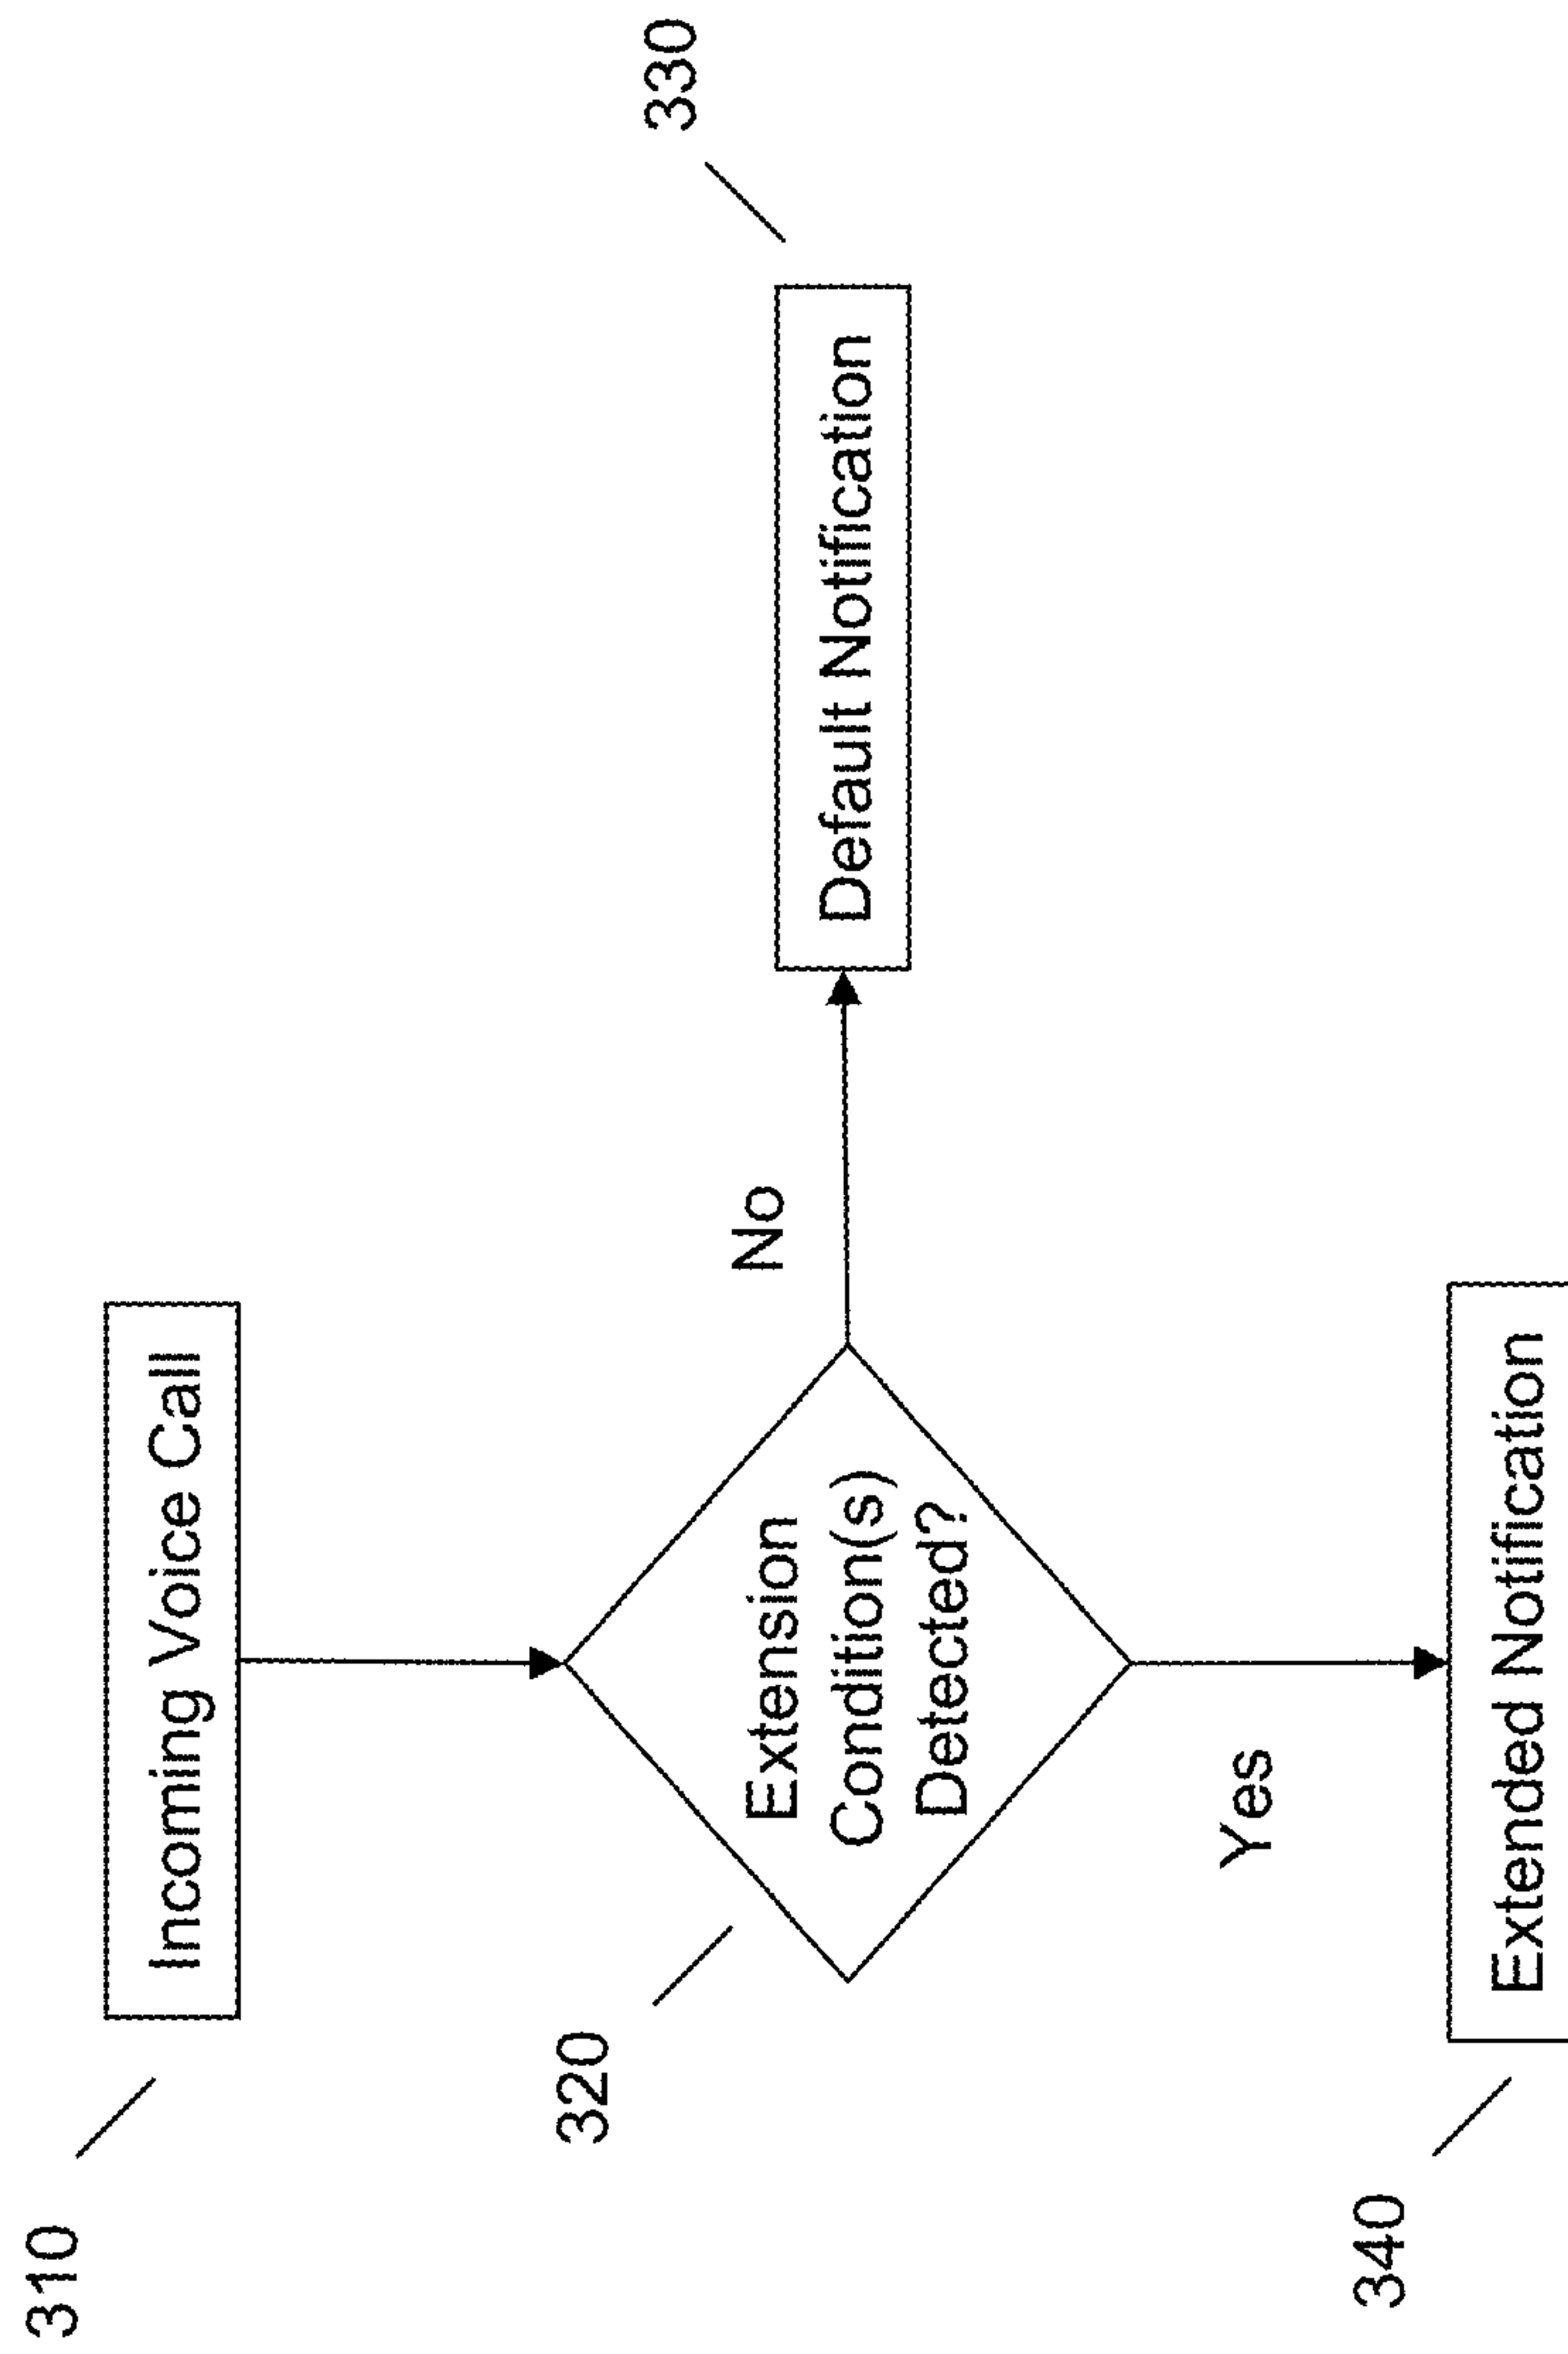 310
Incoming Voice Call
320
Extension
Condition(s)
Detected?
No
330
Default Notification
Yes
340
Extended Notification